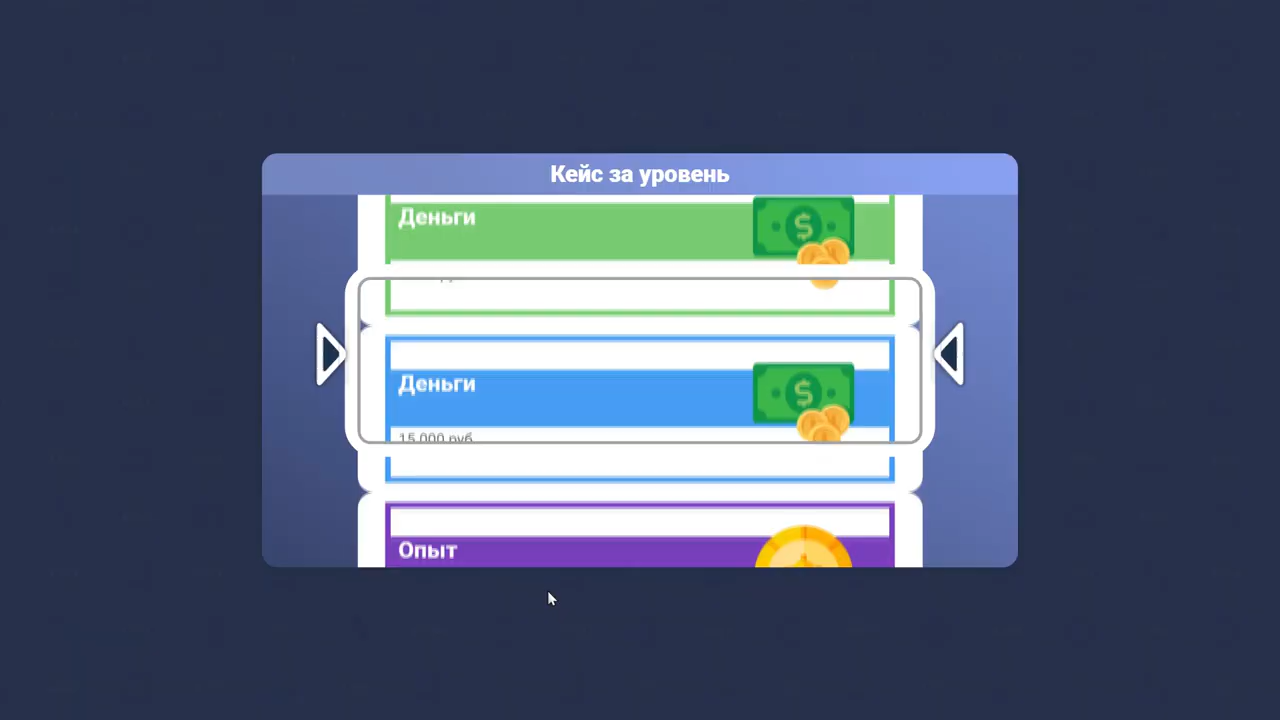 Кейс за уровень
Деньги
Деньги
15 000 руб
Опыт